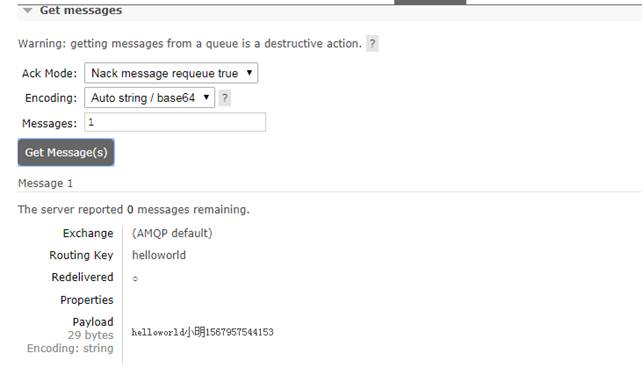 Get messages
Warning: getting messages from a queue is a destructive action. ?
Ack Mode: Nack message requeue true
Encoding: Auto string / base64 ?
Messages: 1
Get Message(s)
Message 1
The server reported 0 messages remaining.
Exchange (AMQP default)
Routing Key helloworld
Redelivered ○
Properties
Payload
29 bytes
Encoding: string
helloworld小明1567957544153